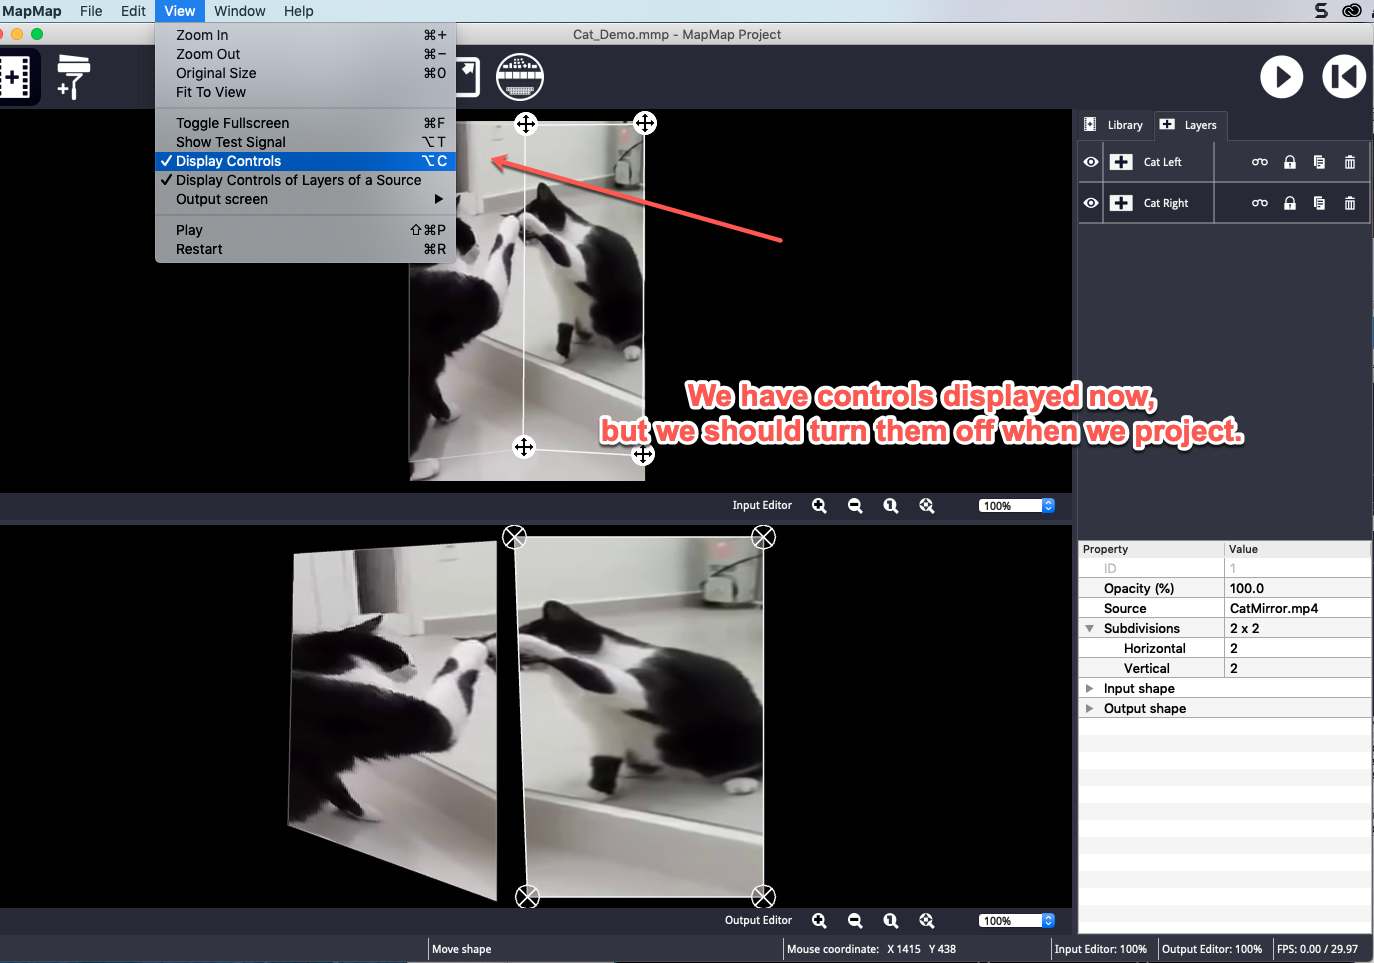 MapMap File Edit View Window Help
Cat_Demo.mmp - MapMap Project
Zoom In ⌘+
Zoom Out ⌘−
Original Size ⌘0
Fit To View
Toggle Fullscreen ⌘F
Show Test Signal ⌥T
✓ Display Controls ⌥C
✓ Display Controls of Layers of a Source
Output screen ▶
Play ⇧⌘P
Restart ⌘R
Library Layers
Cat Left
Cat Right
We have controls displayed now,
but we should turn them off when we project.
Input Editor 100%
Property Value
ID 1
Opacity (%) 100.0
Source CatMirror.mp4
Subdivisions 2 x 2
Horizontal 2
Vertical 2
Input shape
Output shape
Output Editor 100%
Move shape Mouse coordinate: X 1415 Y 438 Input Editor: 100% Output Editor: 100% FPS: 0.00 / 29.97